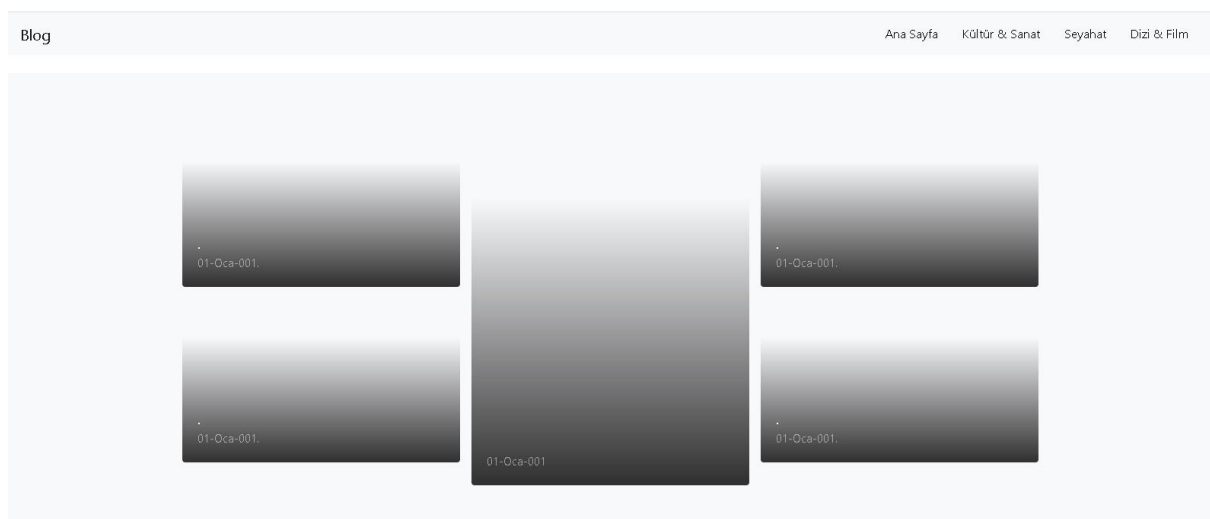 Blog
Ana Sayfa Kültür & Sanat Seyahat Dizi & Film
.
01-Oca-001.
.
01-Oca-001.
01-Oca-001
.
01-Oca-001.
.
01-Oca-001.